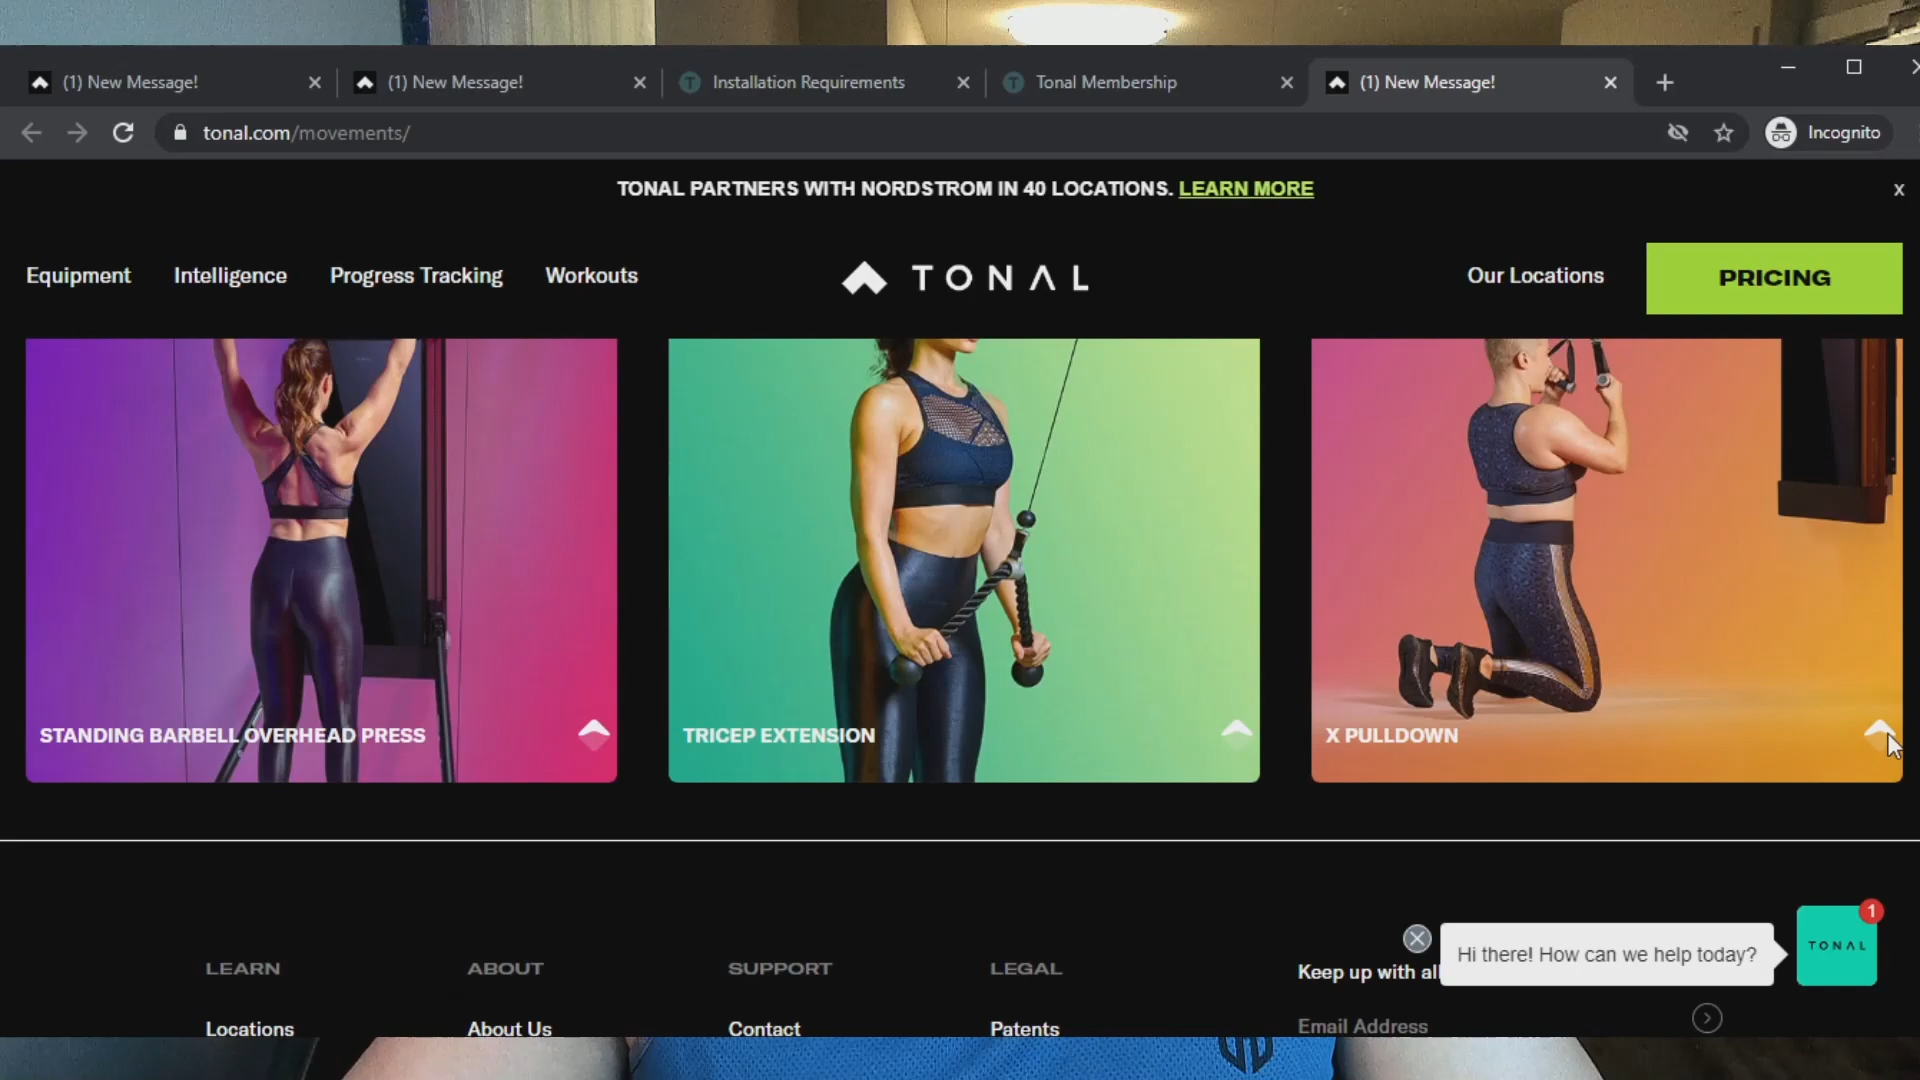 (1) New Message!
(1) New Message!
Installation Requirements
Tonal Membership
(1) New Message!
tonal.com/movements/
Incognito
TONAL PARTNERS WITH NORDSTROM IN 40 LOCATIONS. LEARN MORE
x
Equipment
Intelligence
Progress Tracking
Workouts
TONAL
Our Locations
PRICING
STANDING BARBELL OVERHEAD PRESS
TRICEP EXTENSION
X PULLDOWN
LEARN
ABOUT
SUPPORT
LEGAL
Keep up with all
Hi there! How can we help today?
TONAL
1
Locations
About Us
Contact
Patents
Email Address